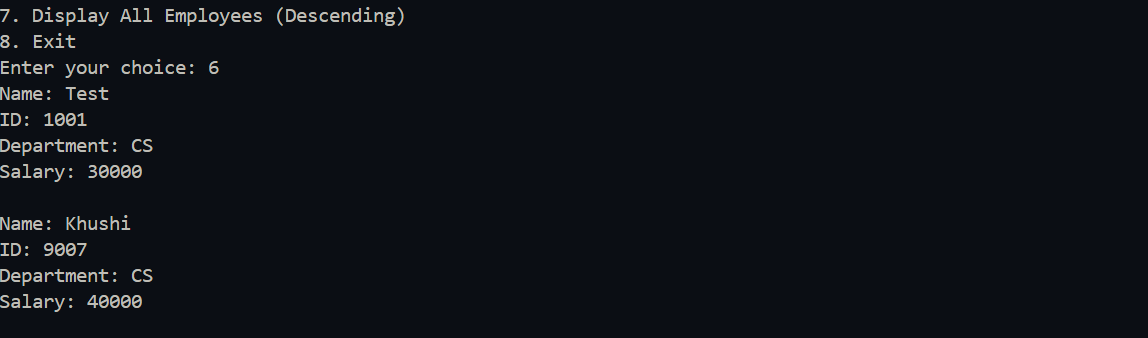 7. Display All Employees (Descending)
8. Exit
Enter your choice: 6
Name: Test
ID: 1001
Department: CS
Salary: 30000
Name: Khushi
ID: 9007
Department: CS
Salary: 40000